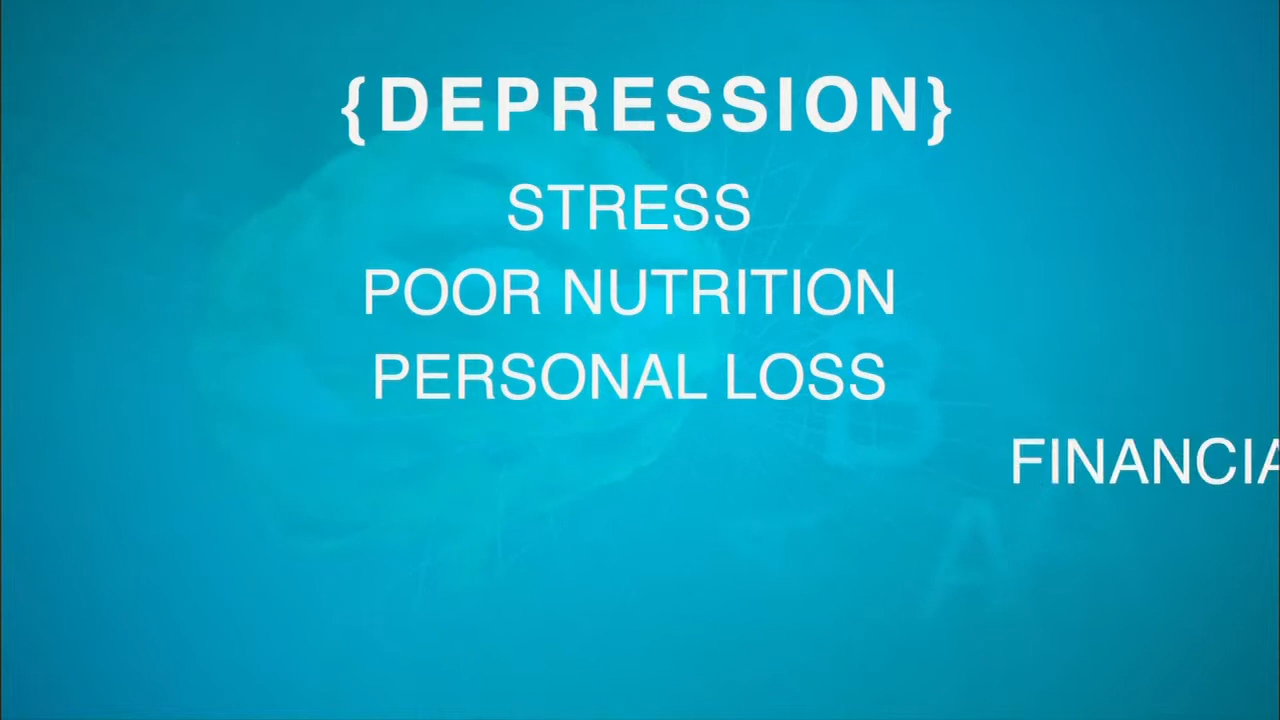 {DEPRESSION}
STRESS
POOR NUTRITION
PERSONAL LOSS
FINANCIA